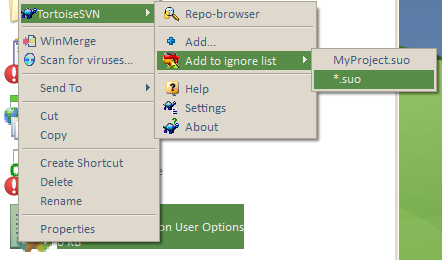 TortoiseSVN
WinMerge
Scan for viruses...
Send To
Cut
Copy
Create Shortcut
Delete
Rename
Properties
Repo-browser
Add...
Add to ignore list
Help
Settings
About
MyProject.suo
*.suo
on User Options
KB